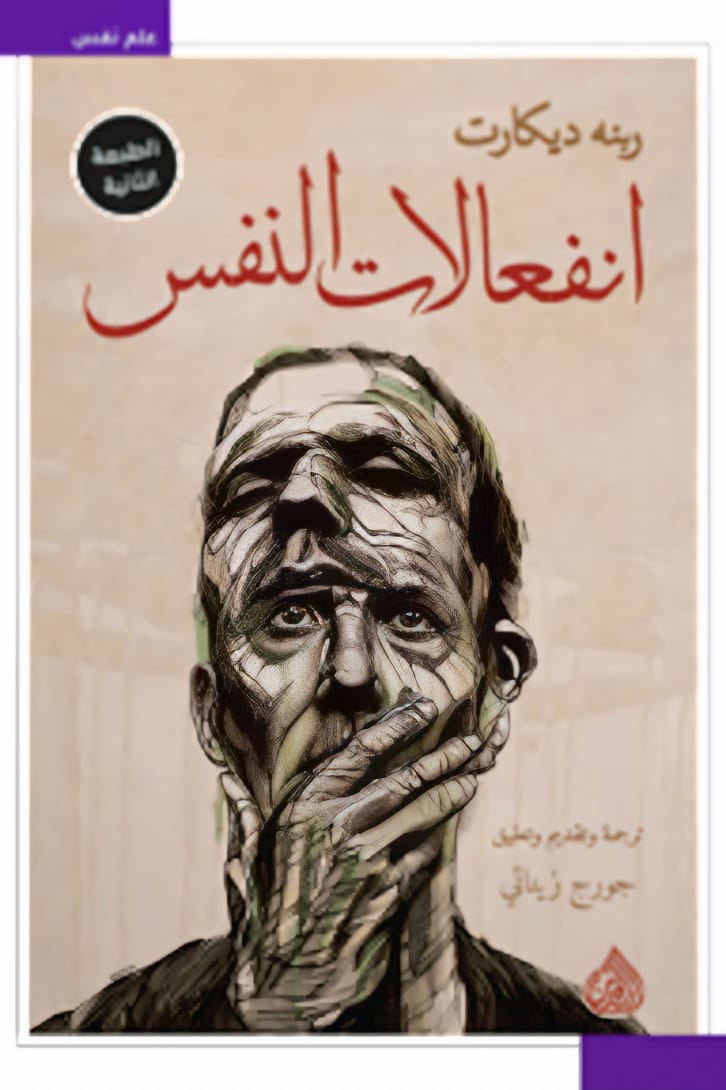 علم نفس
رينه ديكارت
الطبعة
الثانية
انفعالات النفس
ترجمة وتقديم وتعليق
جورج زيناتي